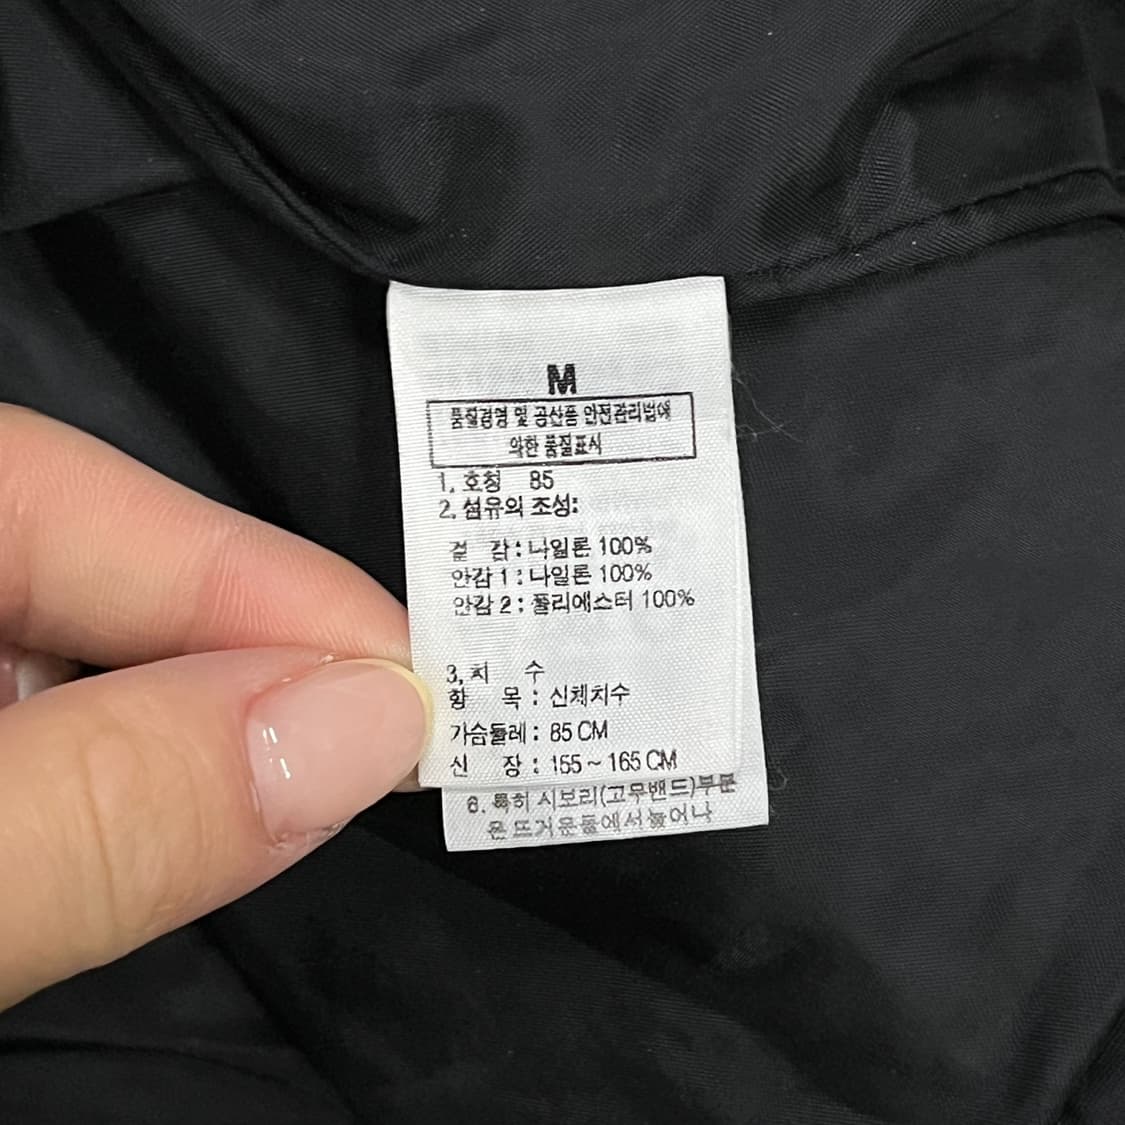 M
품질경영 및 공산품 안전관리법에
의한 품질표시
1. 호칭 85
2. 섬유의 조성:
겉 감 : 나일론 100%
안감 1 : 나일론 100%
안감 2 : 폴리에스터 100%
3. 치 수
항 목 : 신체치수
가슴둘레 : 85 CM
신 장 : 155 ~ 165 CM
6. 특히 시보리(고무밴드)부분
은 뜨거운물에서 늘어나